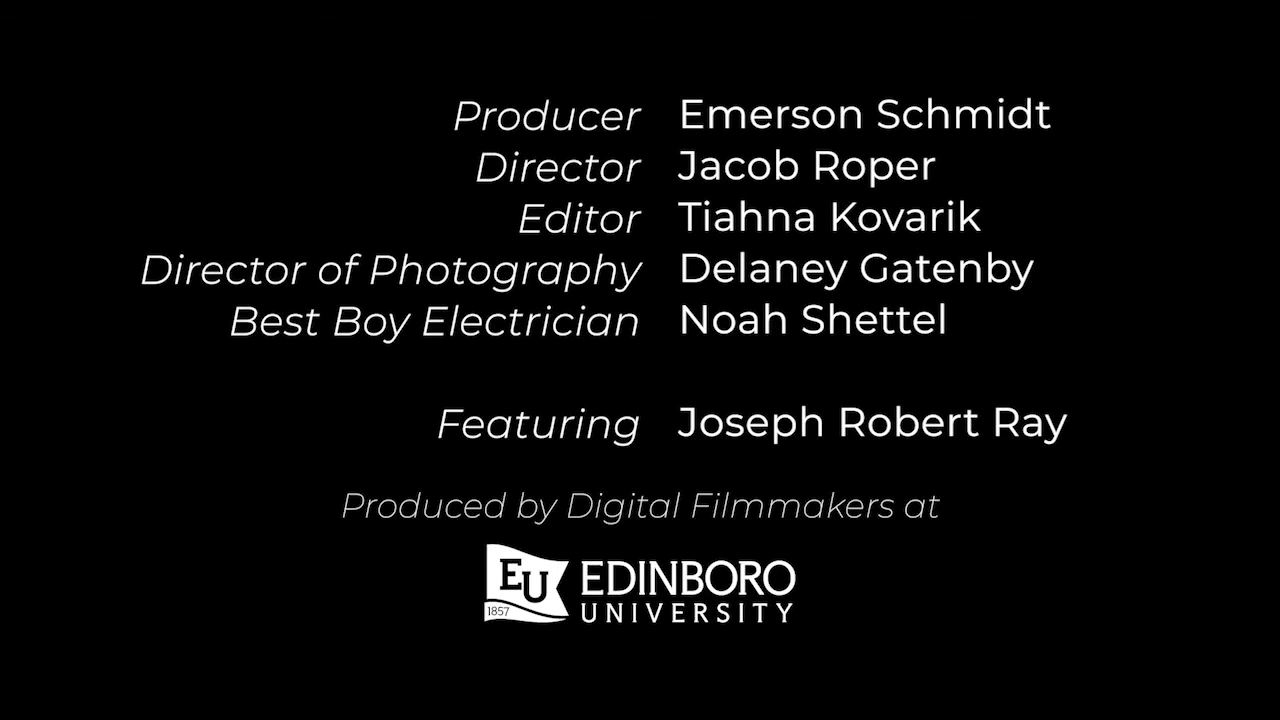 Producer Emerson Schmidt
Director Jacob Roper
Editor Tiahna Kovarik
Director of Photography Delaney Gatenby
Best Boy Electrician Noah Shettel
Featuring Joseph Robert Ray
Produced by Digital Filmmakers at
EU
1857
EDINBORO
UNIVERSITY